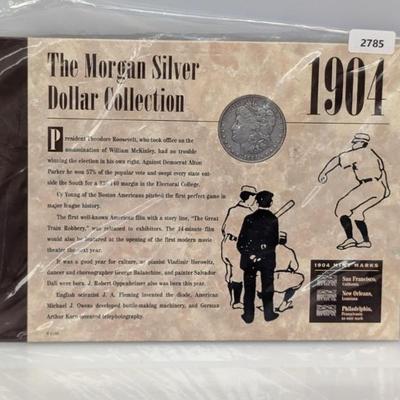 2785
The Morgan Silver
Dollar Collection
1904
President Theodore Roosevelt, who took office on the
assassination of William McKinley, had no trouble
winning the election in his own right. Against Democrat Alton
Parker he won 57% of the popular vote and swept every state out-
side the South for a 140 margin in the Electoral College.
Cy Young of the Boston Americans pitched the first perfect game in
major league history.
The first well-known American film with a story line, "The Great
Train Robbery," was released to exhibitors. The 14-minute film
would also be featured at the opening of the first modern movie
theater, the next year.
It was a good year for culture, as pianist Vladimir Horowitz,
dancer and choreographer George Balanchine, and painter Salvador
Dali were born. J. Robert Oppenheimer also was born this year.
English scientist J. A. Fleming invented the diode, American
Michael J. Owens developed bottle-making machinery, and German
Arthur Korn invented telephotography.
1904 MINT MARKS
San Francisco,
California
New Orleans,
Louisiana
Philadelphia,
Pennsylvania
no mint mark